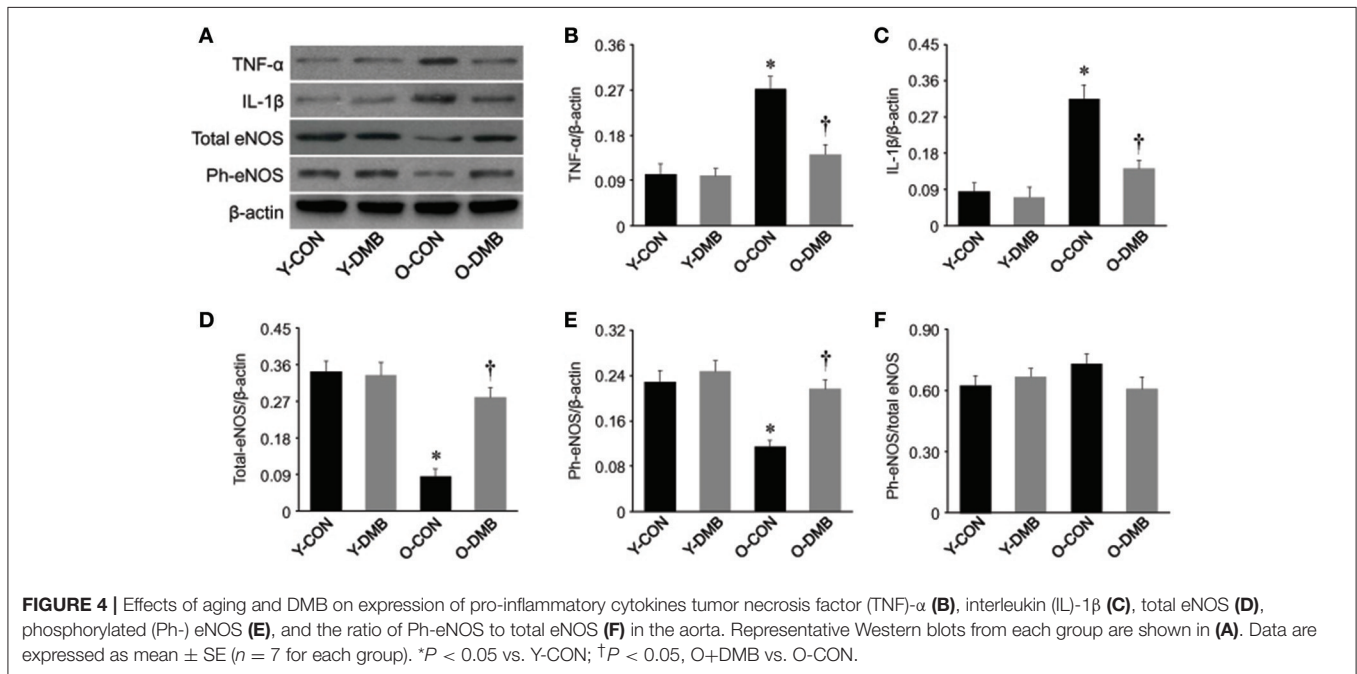 A
TNF-α
IL-1β
Total eNOS
Ph-eNOS
β-actin
Y-CON
Y-DMB
O-CON
O-DMB
B
TNF-α/β-actin
0.36
0.27
0.18
0.09
0
*
†
Y-CON
Y-DMB
O-CON
O-DMB
C
IL-1β/β-actin
0.45
0.36
0.27
0.18
0.09
0
*
†
Y-CON
Y-DMB
O-CON
O-DMB
D
Total-eNOS/β-actin
0.45
0.36
0.27
0.18
0.09
0
*
†
Y-CON
Y-DMB
O-CON
O-DMB
E
Ph-eNOS/β-actin
0.32
0.24
0.16
0.08
0
*
†
Y-CON
Y-DMB
O-CON
O-DMB
F
Ph-eNOS/total eNOS
0.90
0.60
0.30
0
Y-CON
Y-DMB
O-CON
O-DMB
FIGURE 4 | Effects of aging and DMB on expression of pro-inflammatory cytokines tumor necrosis factor (TNF)-α (B), interleukin (IL)-1β (C), total eNOS (D),
phosphorylated (Ph-) eNOS (E), and the ratio of Ph-eNOS to total eNOS (F) in the aorta. Representative Western blots from each group are shown in (A). Data are
expressed as mean ± SE (n = 7 for each group). *P < 0.05 vs. Y-CON; †P < 0.05, O+DMB vs. O-CON.